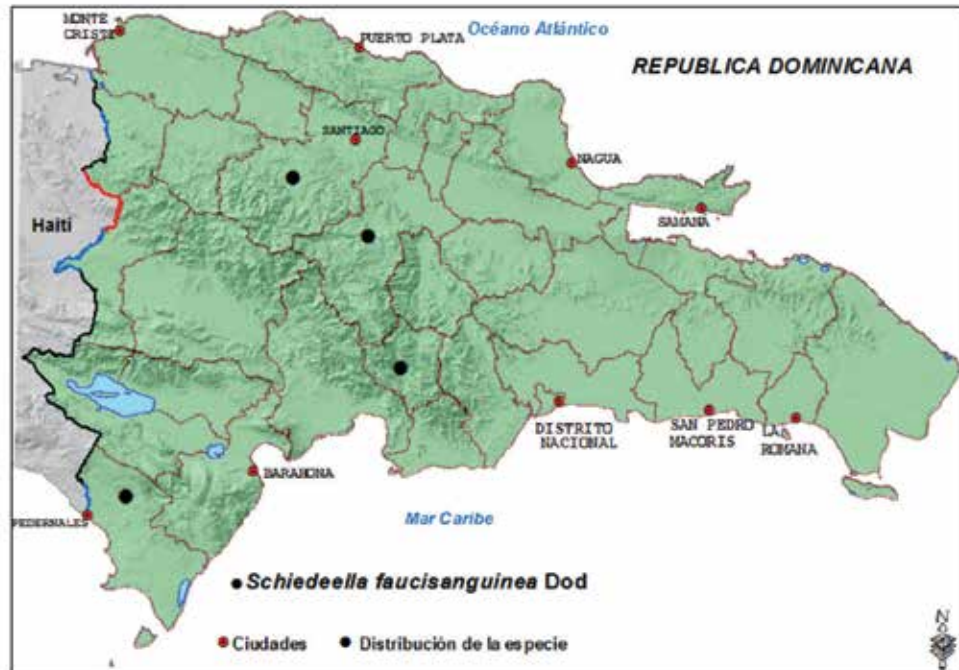 MONTE
CRISTI
PUERTO PLATA
Océano Atlántico
REPUBLICA DOMINICANA
SANTIAGO
NAGUA
SAMANA
Haití
DISTRITO
NACIONAL
SAN PEDRO
MACORIS
LA
ROMANA
BARAHONA
PEDERNALES
Mar Caribe
Schiedeella faucisanguinea Dod
Ciudades
Distribución de la especie
N